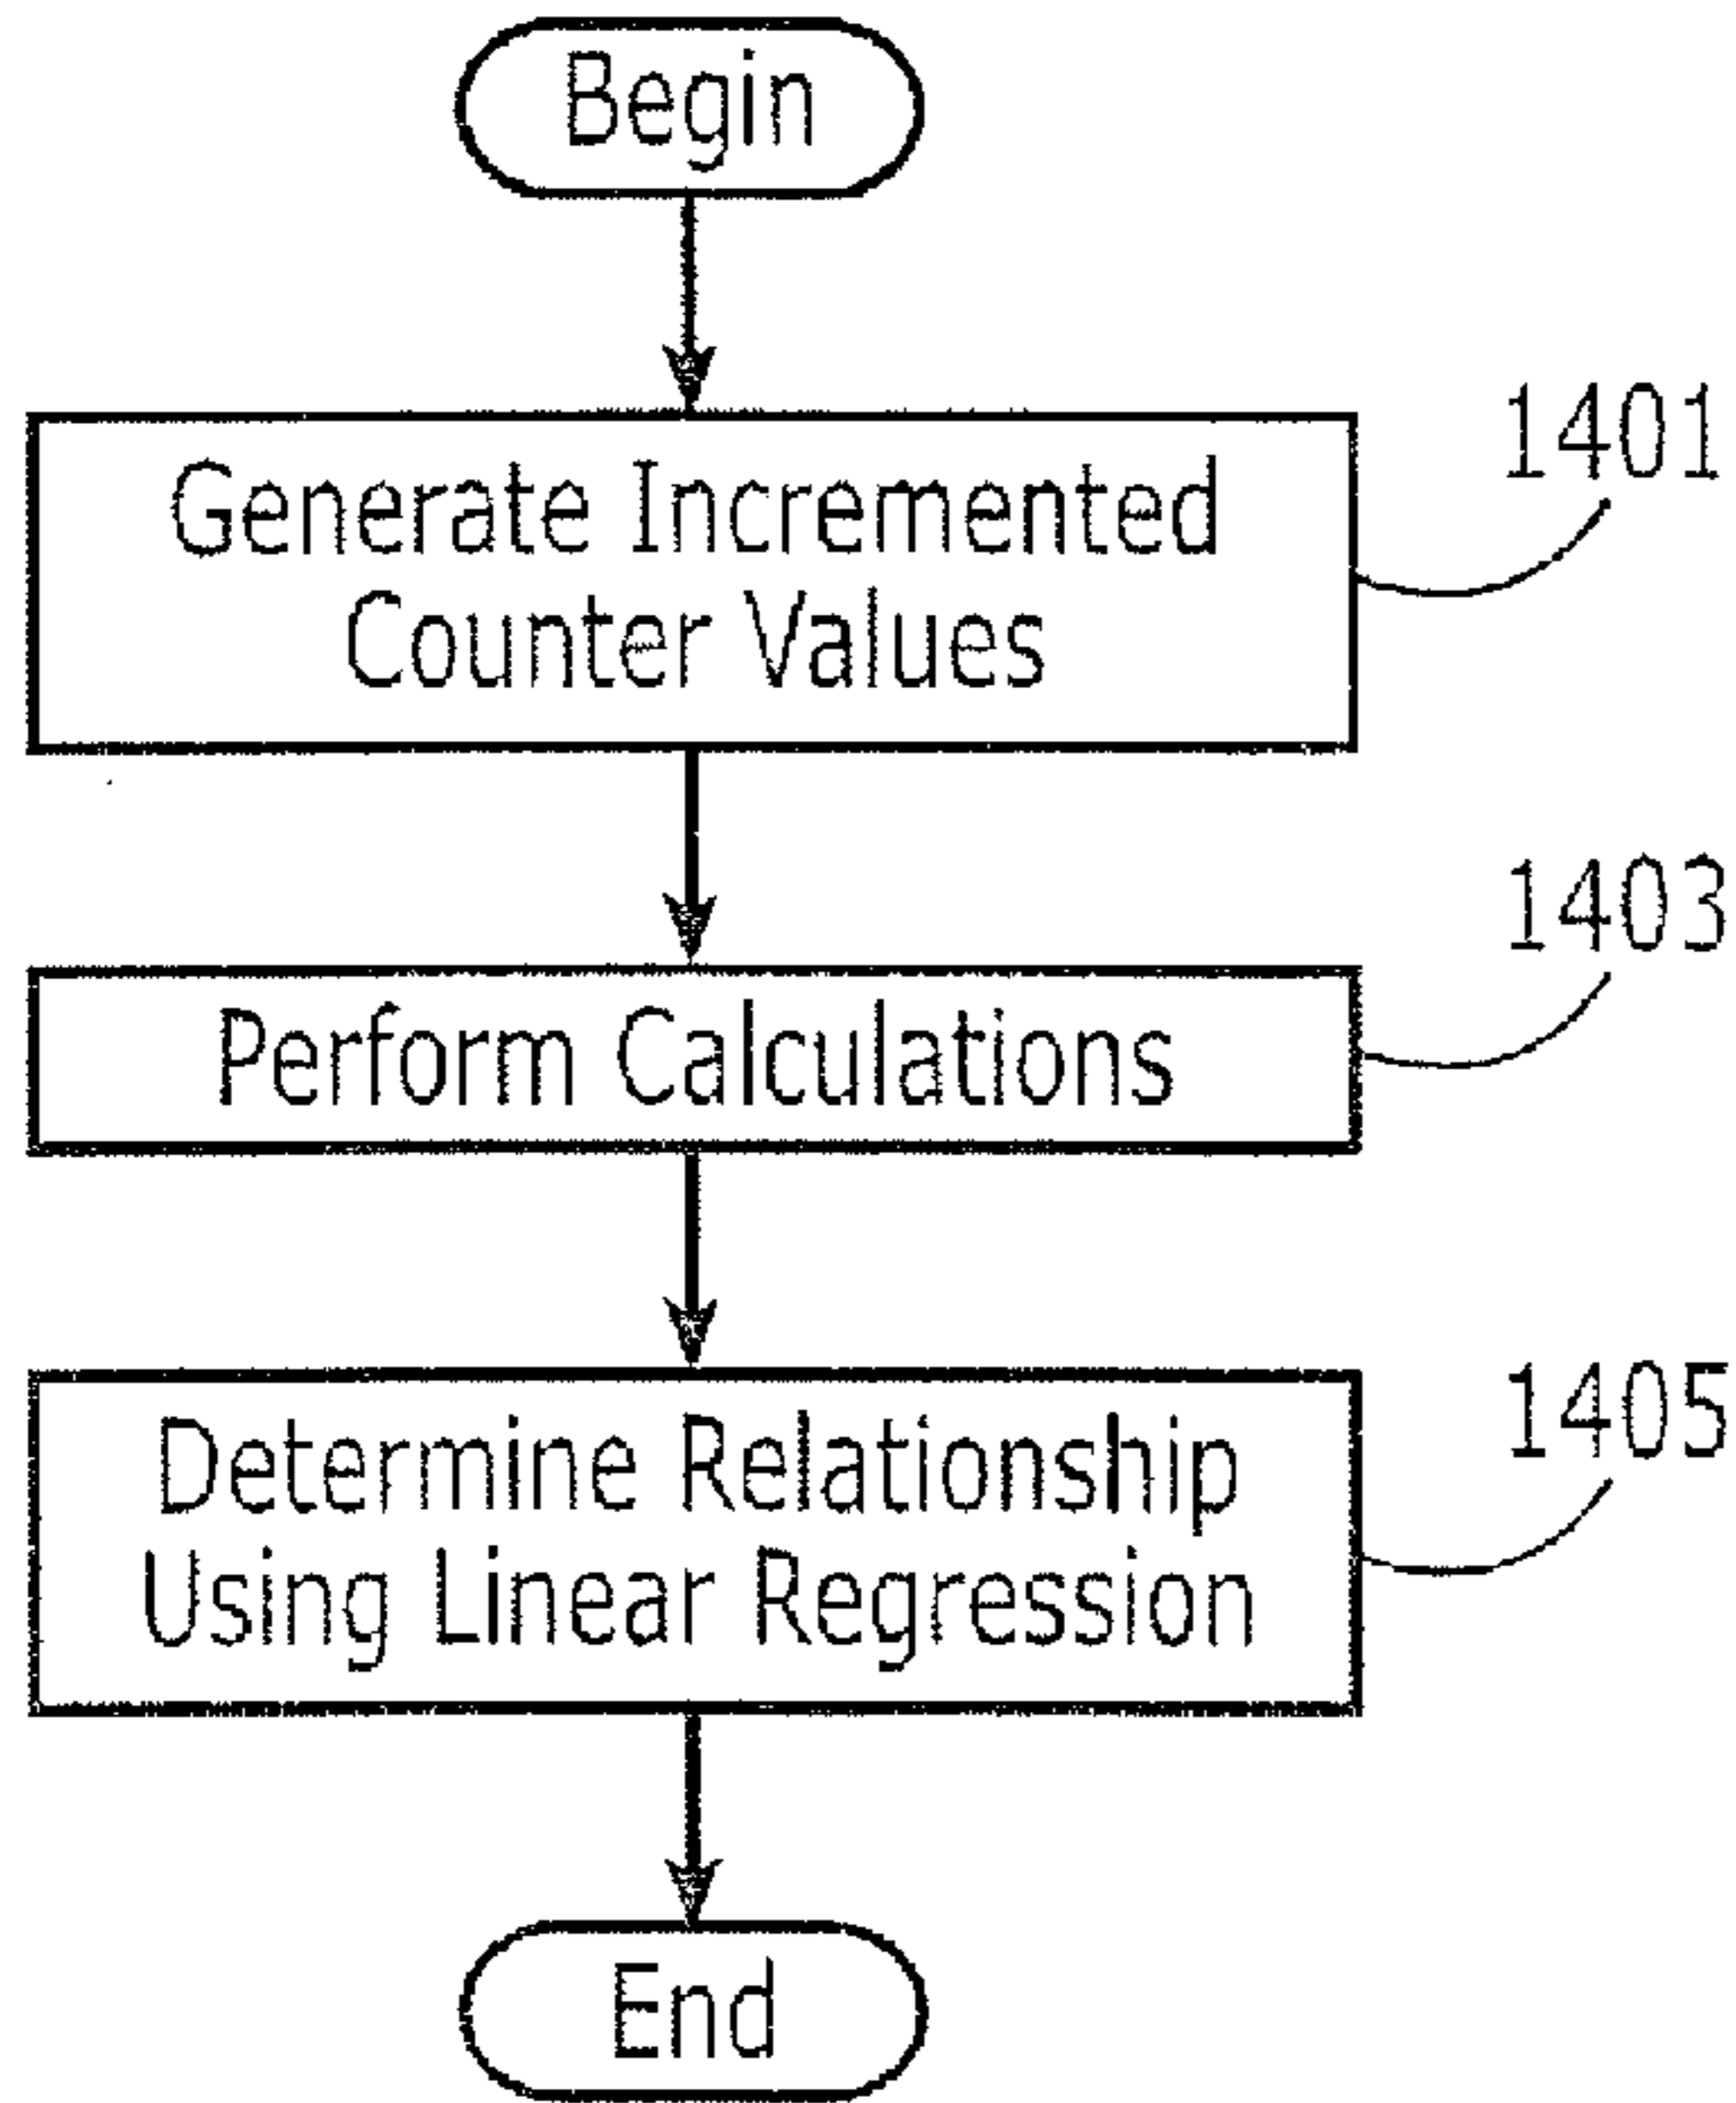 Begin
1401
Generate Incremented
Counter Values
1403
Perform Calculations
1405
Determine Relationship
Using Linear Regression
End